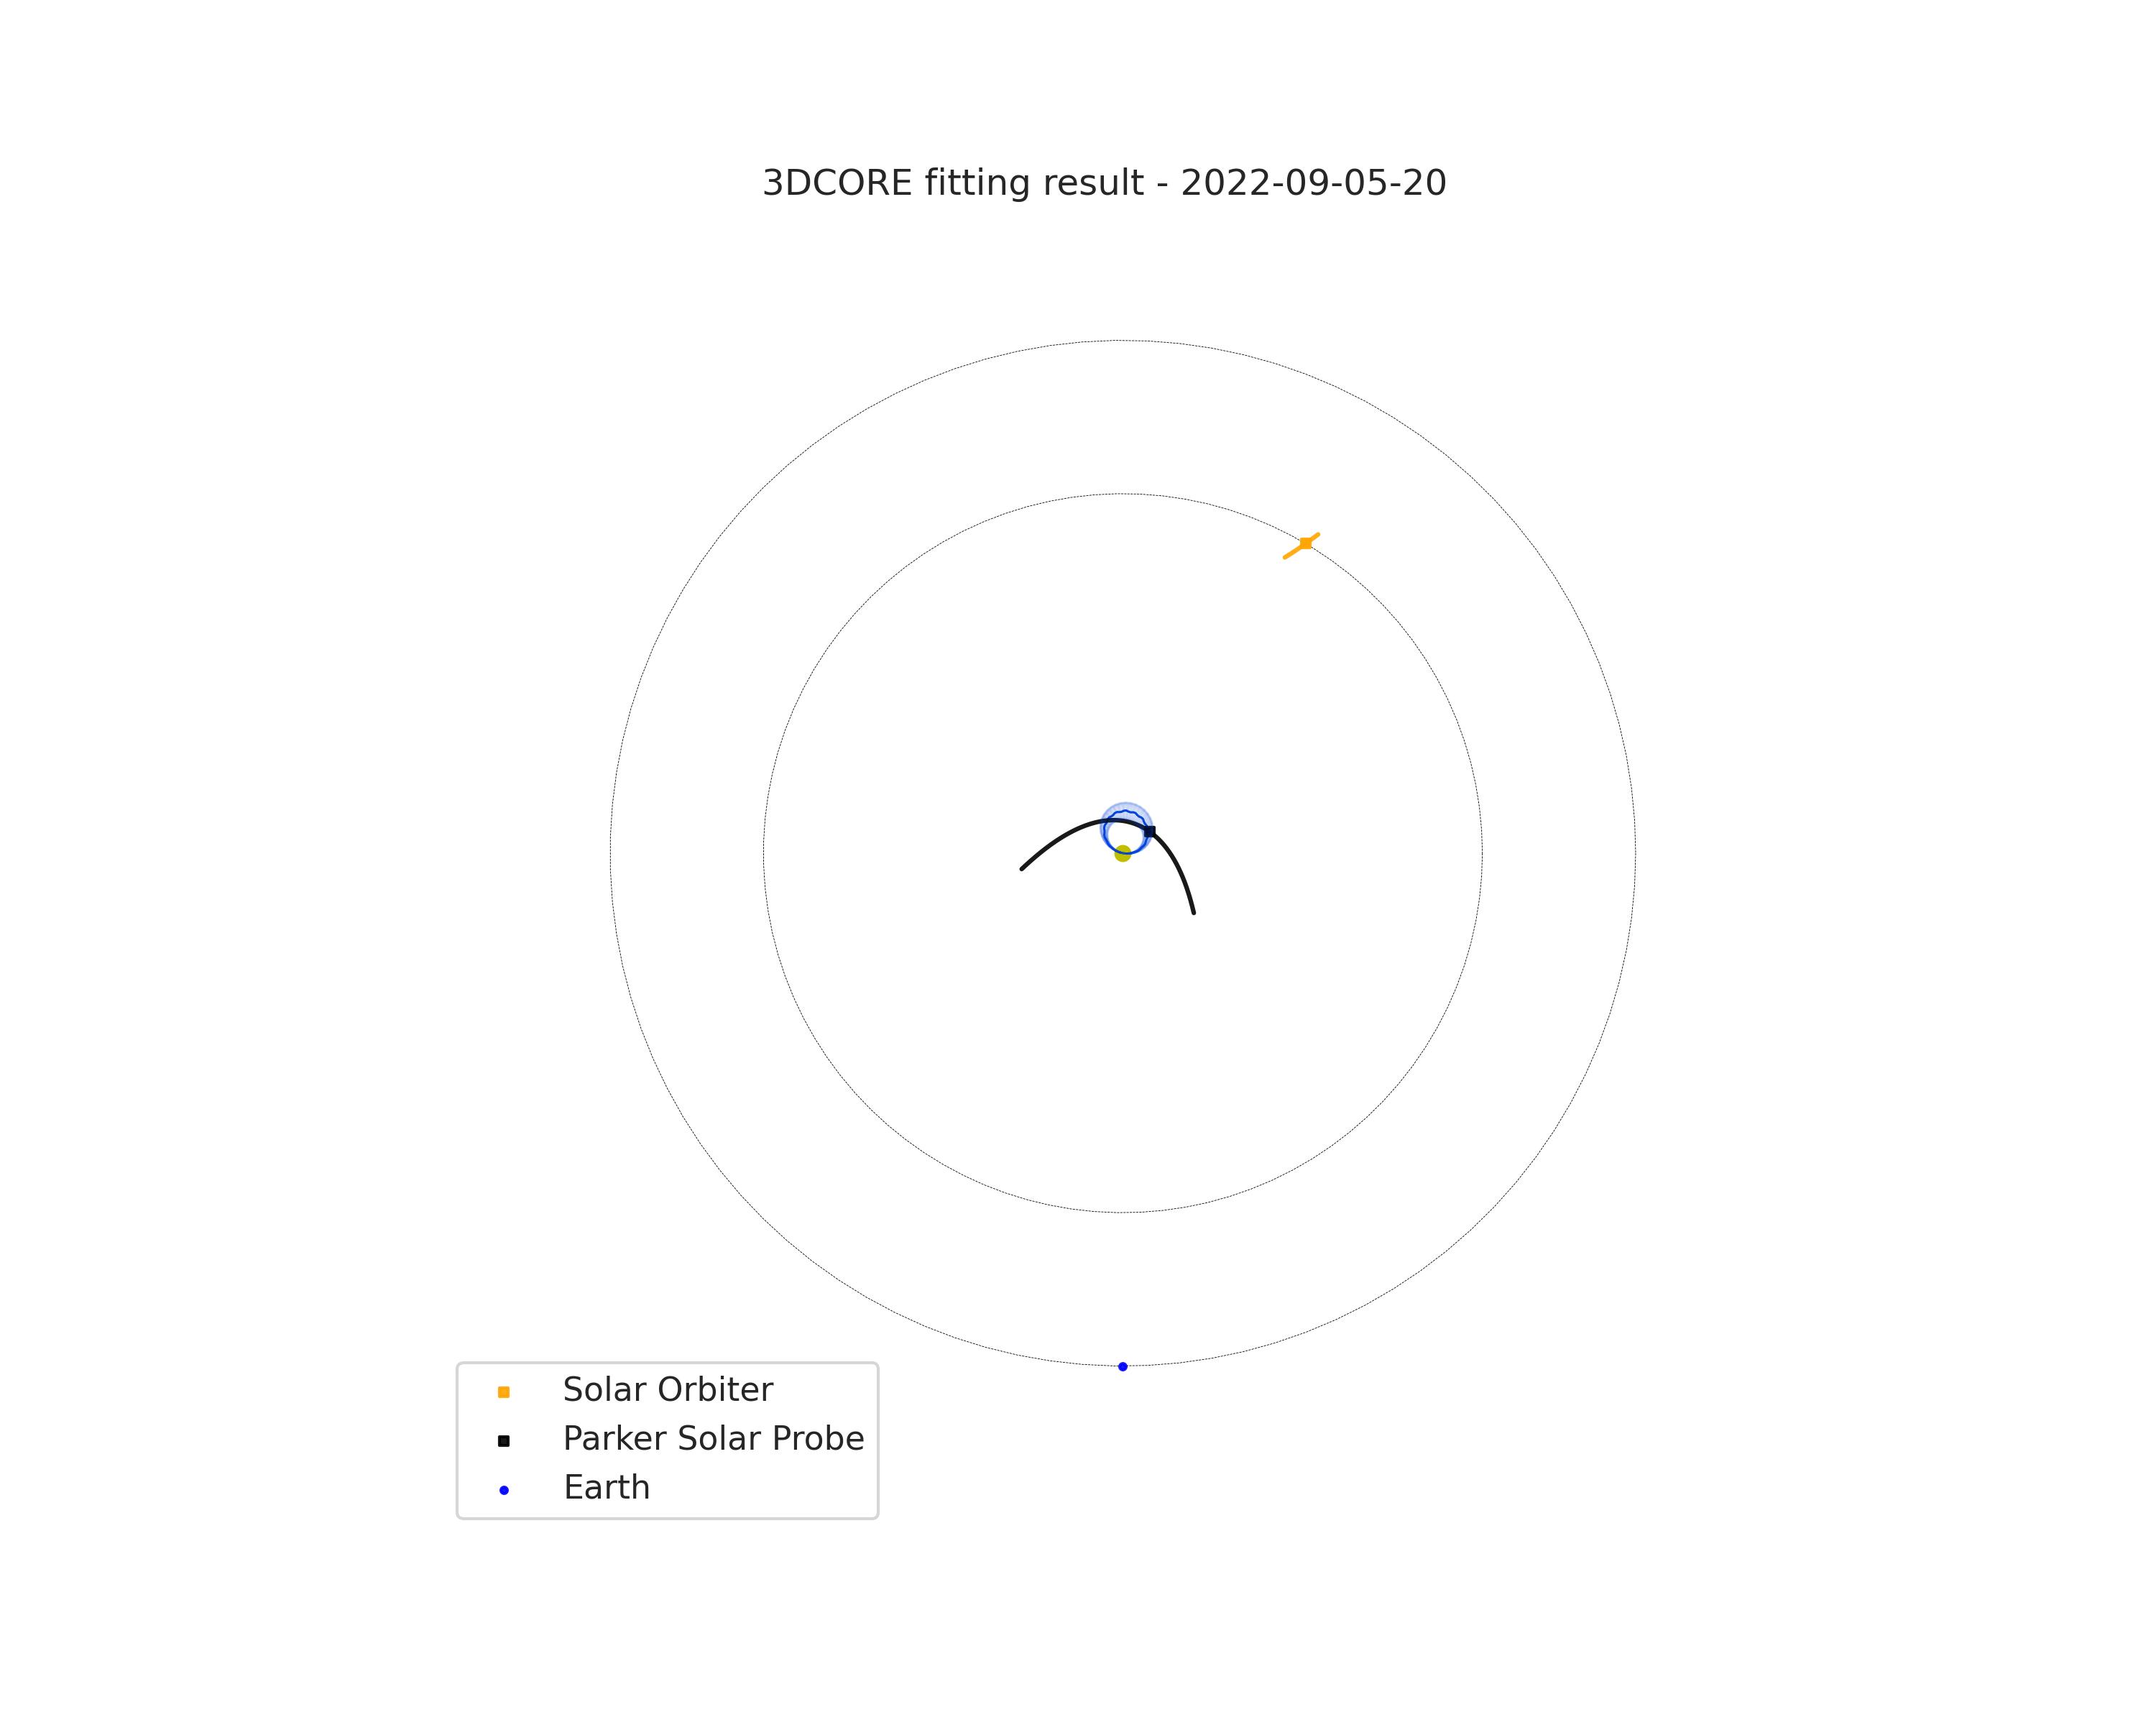 3DCORE fitting result - 2022-09-05-20
Solar Orbiter
Parker Solar Probe
Earth